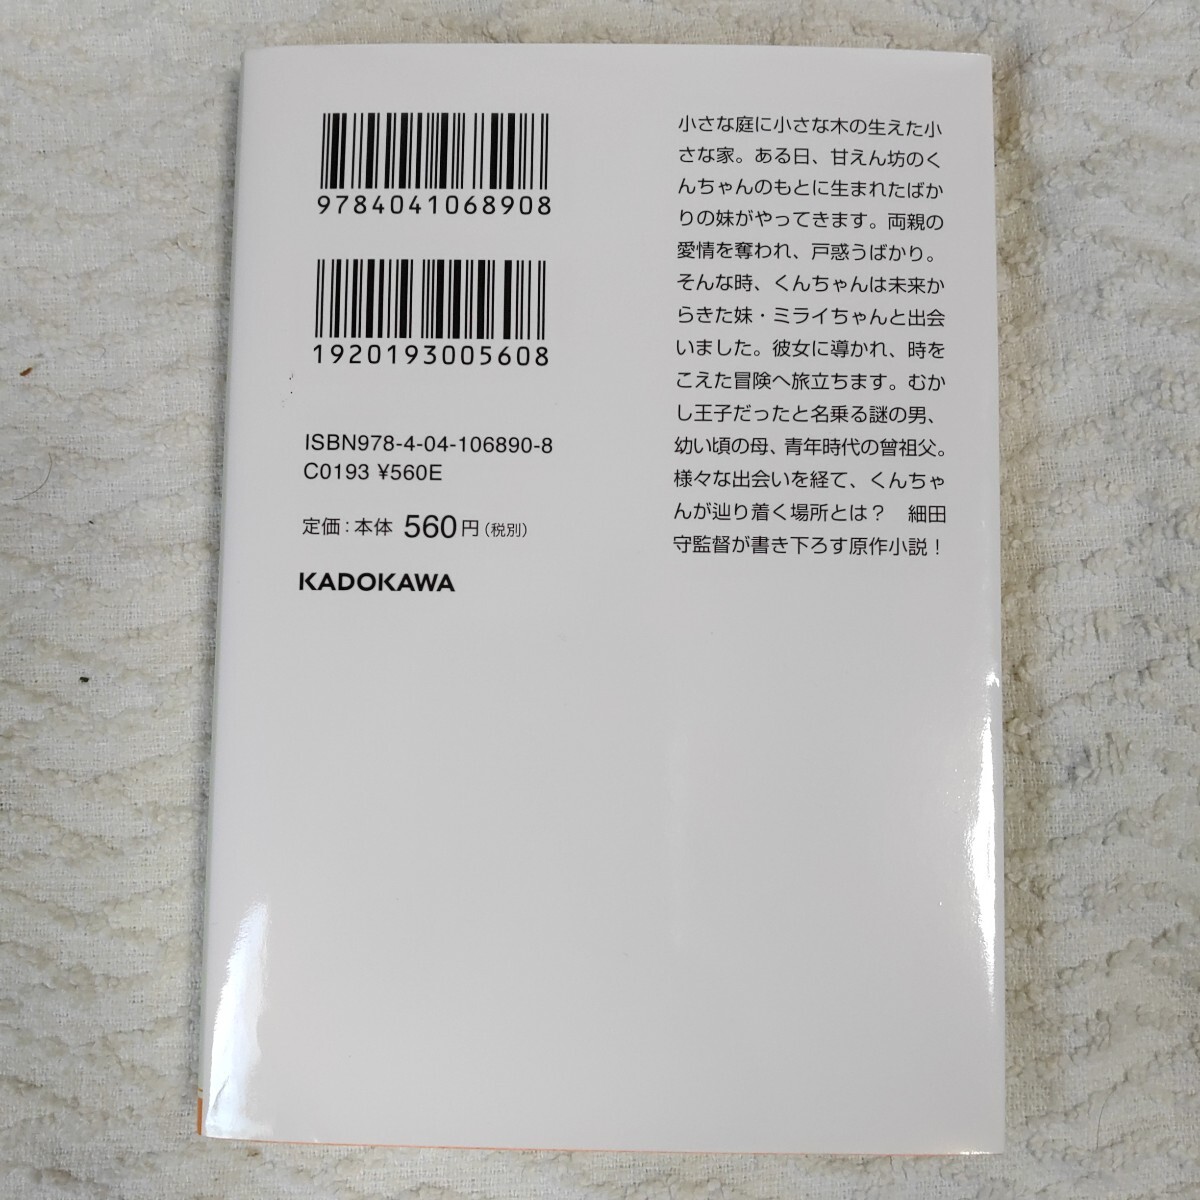 9784041068908
1920193005608
ISBN978-4-04-106890-8
C0193 ¥560E
定価：本体 560円（税別）
KADOKAWA
小さな庭に小さな木の生えた小
さな家。ある日、甘えん坊のく
んちゃんのもとに生まれたばか
りの妹がやってきます。両親の
愛情を奪われ、戸惑うばかり。
そんな時、くんちゃんは未来か
らきた妹・ミライちゃんと出会
いました。彼女に導かれ、時を
こえた冒険へ旅立ちます。むか
し王子だったと名乗る謎の男、
幼い頃の母、青年時代の曾祖父。
様々な出会いを経て、くんちゃ
んが辿り着く場所とは？　細田
守監督が書き下ろす原作小説！